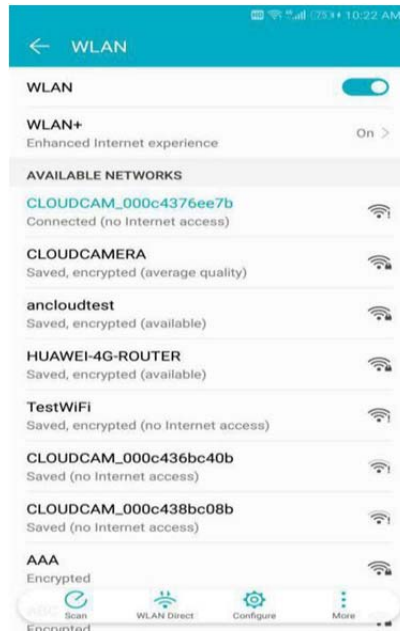 HD 75% 10:22 AM
WLAN
WLAN
WLAN+
Enhanced Internet experience
On >
AVAILABLE NETWORKS
CLOUDCAM_000c4376ee7b
Connected (no Internet access)
CLOUDCAMERA
Saved, encrypted (average quality)
ancloudtest
Saved, encrypted (available)
HUAWEI-4G-ROUTER
Saved, encrypted (available)
TestWiFi
Saved, encrypted (no Internet access)
CLOUDCAM_000c436bc40b
Saved (no Internet access)
CLOUDCAM_000c438bc08b
Saved (no Internet access)
AAA
Encrypted
Scan WLAN Direct Configure More
Encrypted